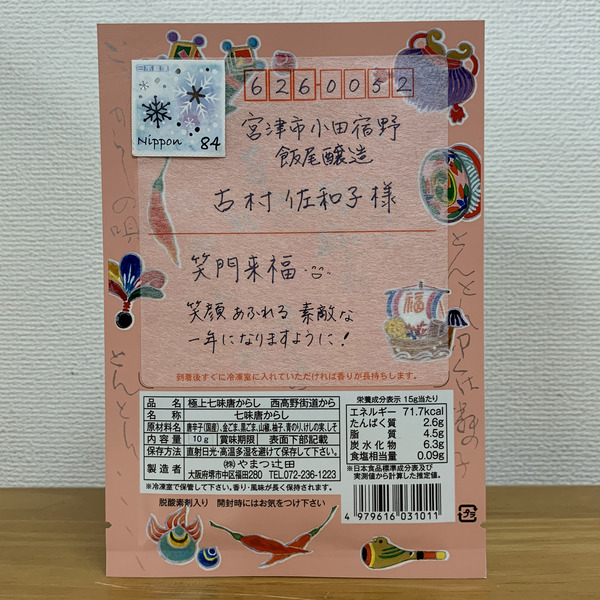 Nippon 84
6260052
宮津市小田宿野
飯尾醸造
古村 佐和子様
笑門来福
笑顔あふれる 素敵な
一年になりますように!
福
到着後すぐに冷凍室に入れていただければ香りが長持ちします。
品名 極上七味唐からし 西高野街道から
名称 七味唐からし
原材料名 唐辛子(国産)、金ごま、黒ごま、山椒、柚子、青のり、けしの実、しそ
内容量 10g 賞味期限 表面下部記載
保存方法 直射日光・高温多湿を避けて保存して下さい。
製造者 (株)やまつ辻田
大阪府堺市中区福田280 TEL.072-236-1223
※冷凍室で保管して下さい。香り・風味が長く保持されます。
栄養成分表示 15g当たり
エネルギー 71.7kcal
たんぱく質 2.6g
脂質 4.5g
炭水化物 6.3g
食塩相当量 0.09g
※日本食品標準成分表及び
実測値から計算した推定値。
4 979616 031011
プラ
脱酸素剤入り 開封時にはお気をつけ下さい